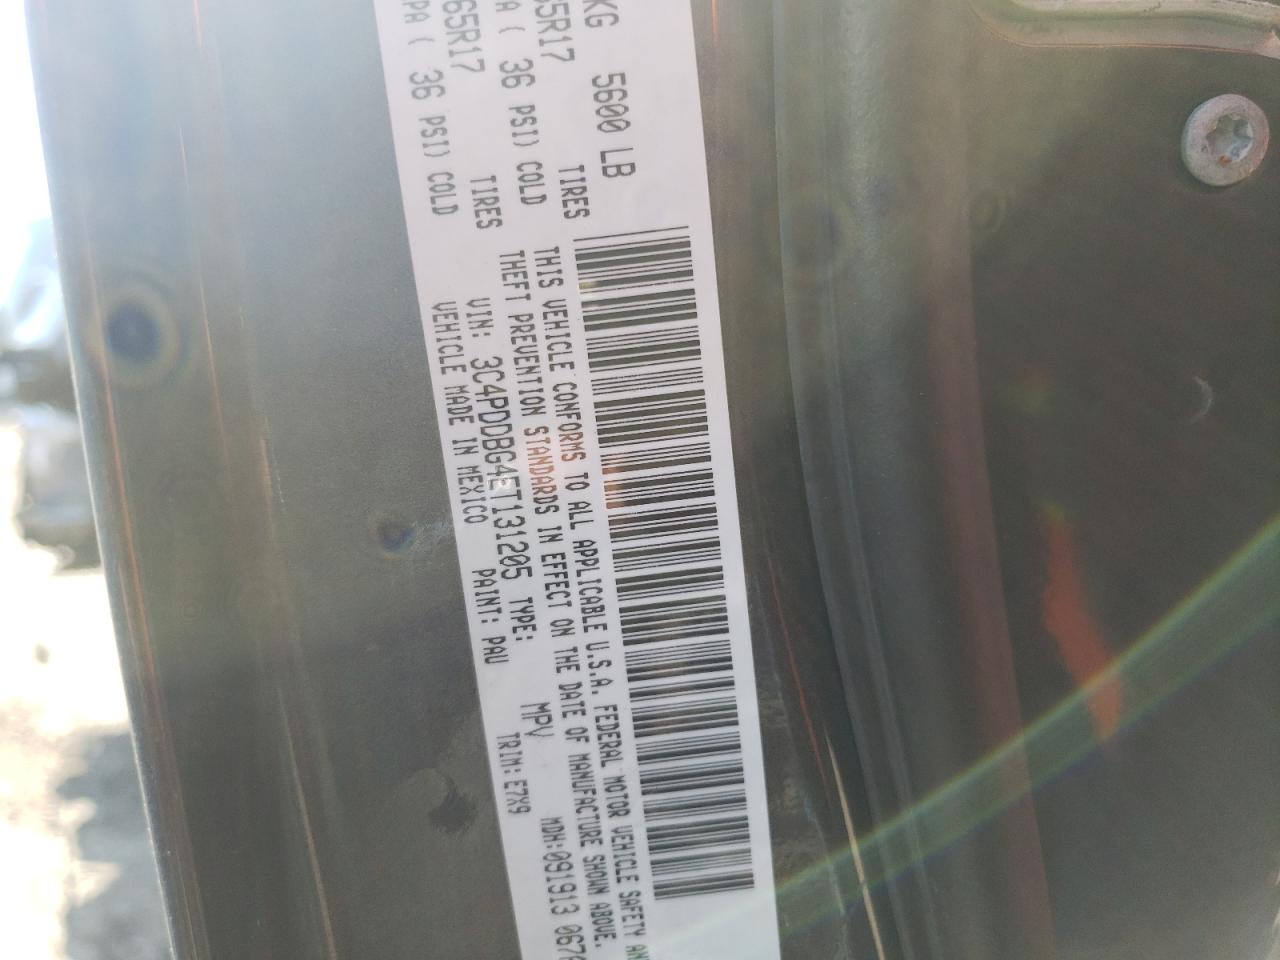 KG 5600 LB
65R17 TIRES
PA ( 36 PSI) COLD
65R17 TIRES
PA ( 36 PSI) COLD
THIS VEHICLE CONFORMS TO ALL APPLICABLE U.S.A. FEDERAL MOTOR VEHICLE SAFETY AN
THEFT PREVENTION STANDARDS IN EFFECT ON THE DATE OF MANUFACTURE SHOWN ABOVE.
VIN: 3C4PDDBG4ET131205 TYPE: MPV MDH:091913 067
VEHICLE MADE IN MEXICO PAINT: PAU TRIM: E7X9